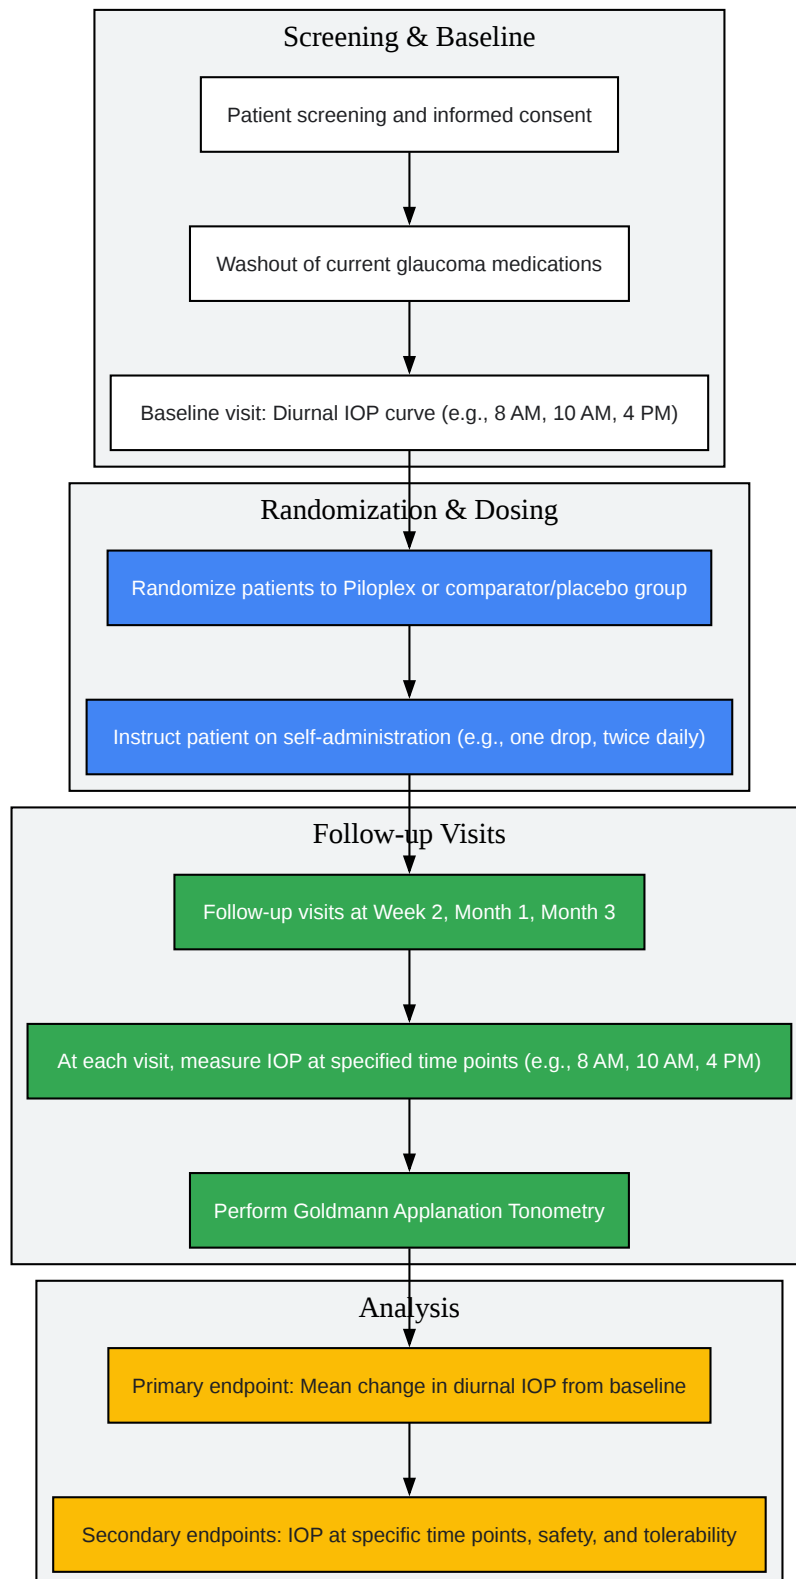 Screening & Baseline
Patient screening and informed consent
Washout of current glaucoma medications
Baseline visit: Diurnal IOP curve (e.g., 8 AM, 10 AM, 4 PM)
Randomization & Dosing
Randomize patients to Piloplex or comparator/placebo group
Instruct patient on self-administration (e.g., one drop, twice daily)
Follow-up Visits
Follow-up visits at Week 2, Month 1, Month 3
At each visit, measure IOP at specified time points (e.g., 8 AM, 10 AM, 4 PM)
Perform Goldmann Applanation Tonometry
Analysis
Primary endpoint: Mean change in diurnal IOP from baseline
Secondary endpoints: IOP at specific time points, safety, and tolerability